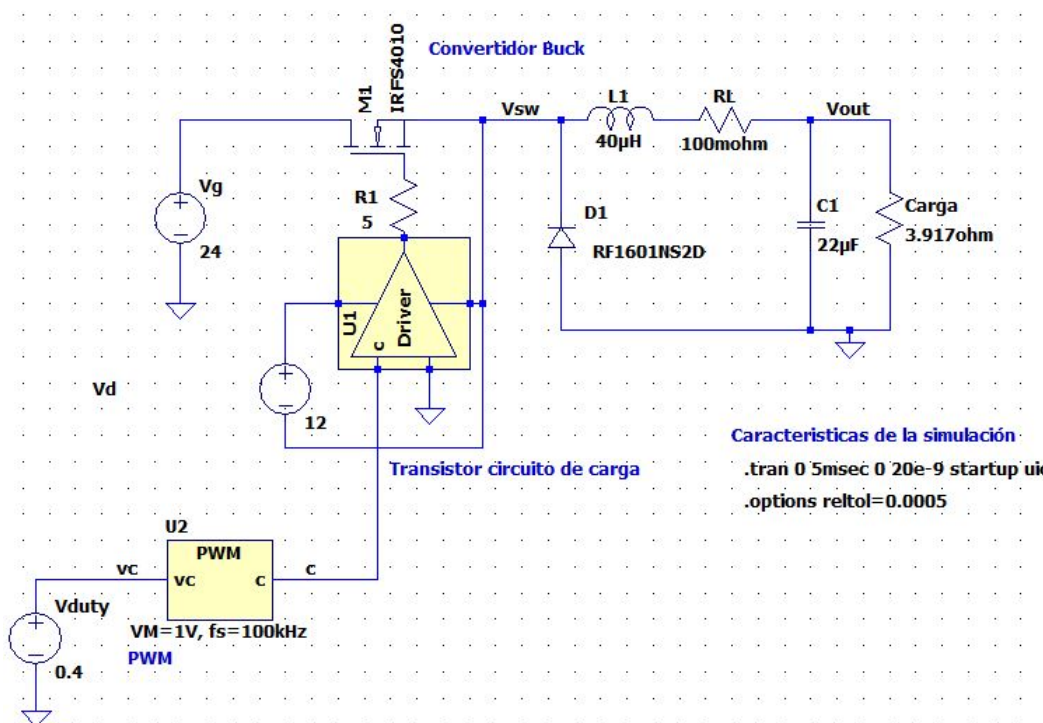 Convertidor Buck
M1
IRFS4010
Vsw
L1
40µH
RL
100mohm
Vout
Vg
24
R1
5
D1
RF1601NS2D
C1
22µF
Carga
3.917ohm
U1
Driver
c
Vd
12
Transistor circuito de carga
Caracteristicas de la simulación
.tran 0 5msec 0 20e-9 startup uic
.options reltol=0.0005
U2
PWM
vc
vc
c
c
Vduty
0.4
VM=1V, fs=100kHz
PWM